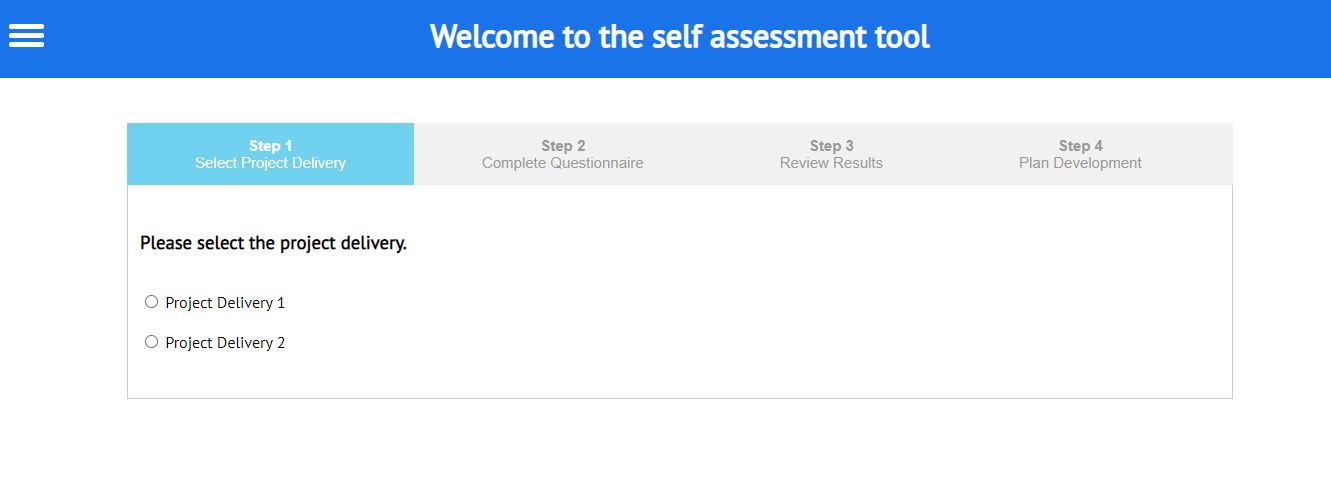 Welcome to the self assessment tool
Step 1
Select Project Delivery
Step 2
Complete Questionnaire
Step 3
Review Results
Step 4
Plan Development
Please select the project delivery.
Project Delivery 1
Project Delivery 2